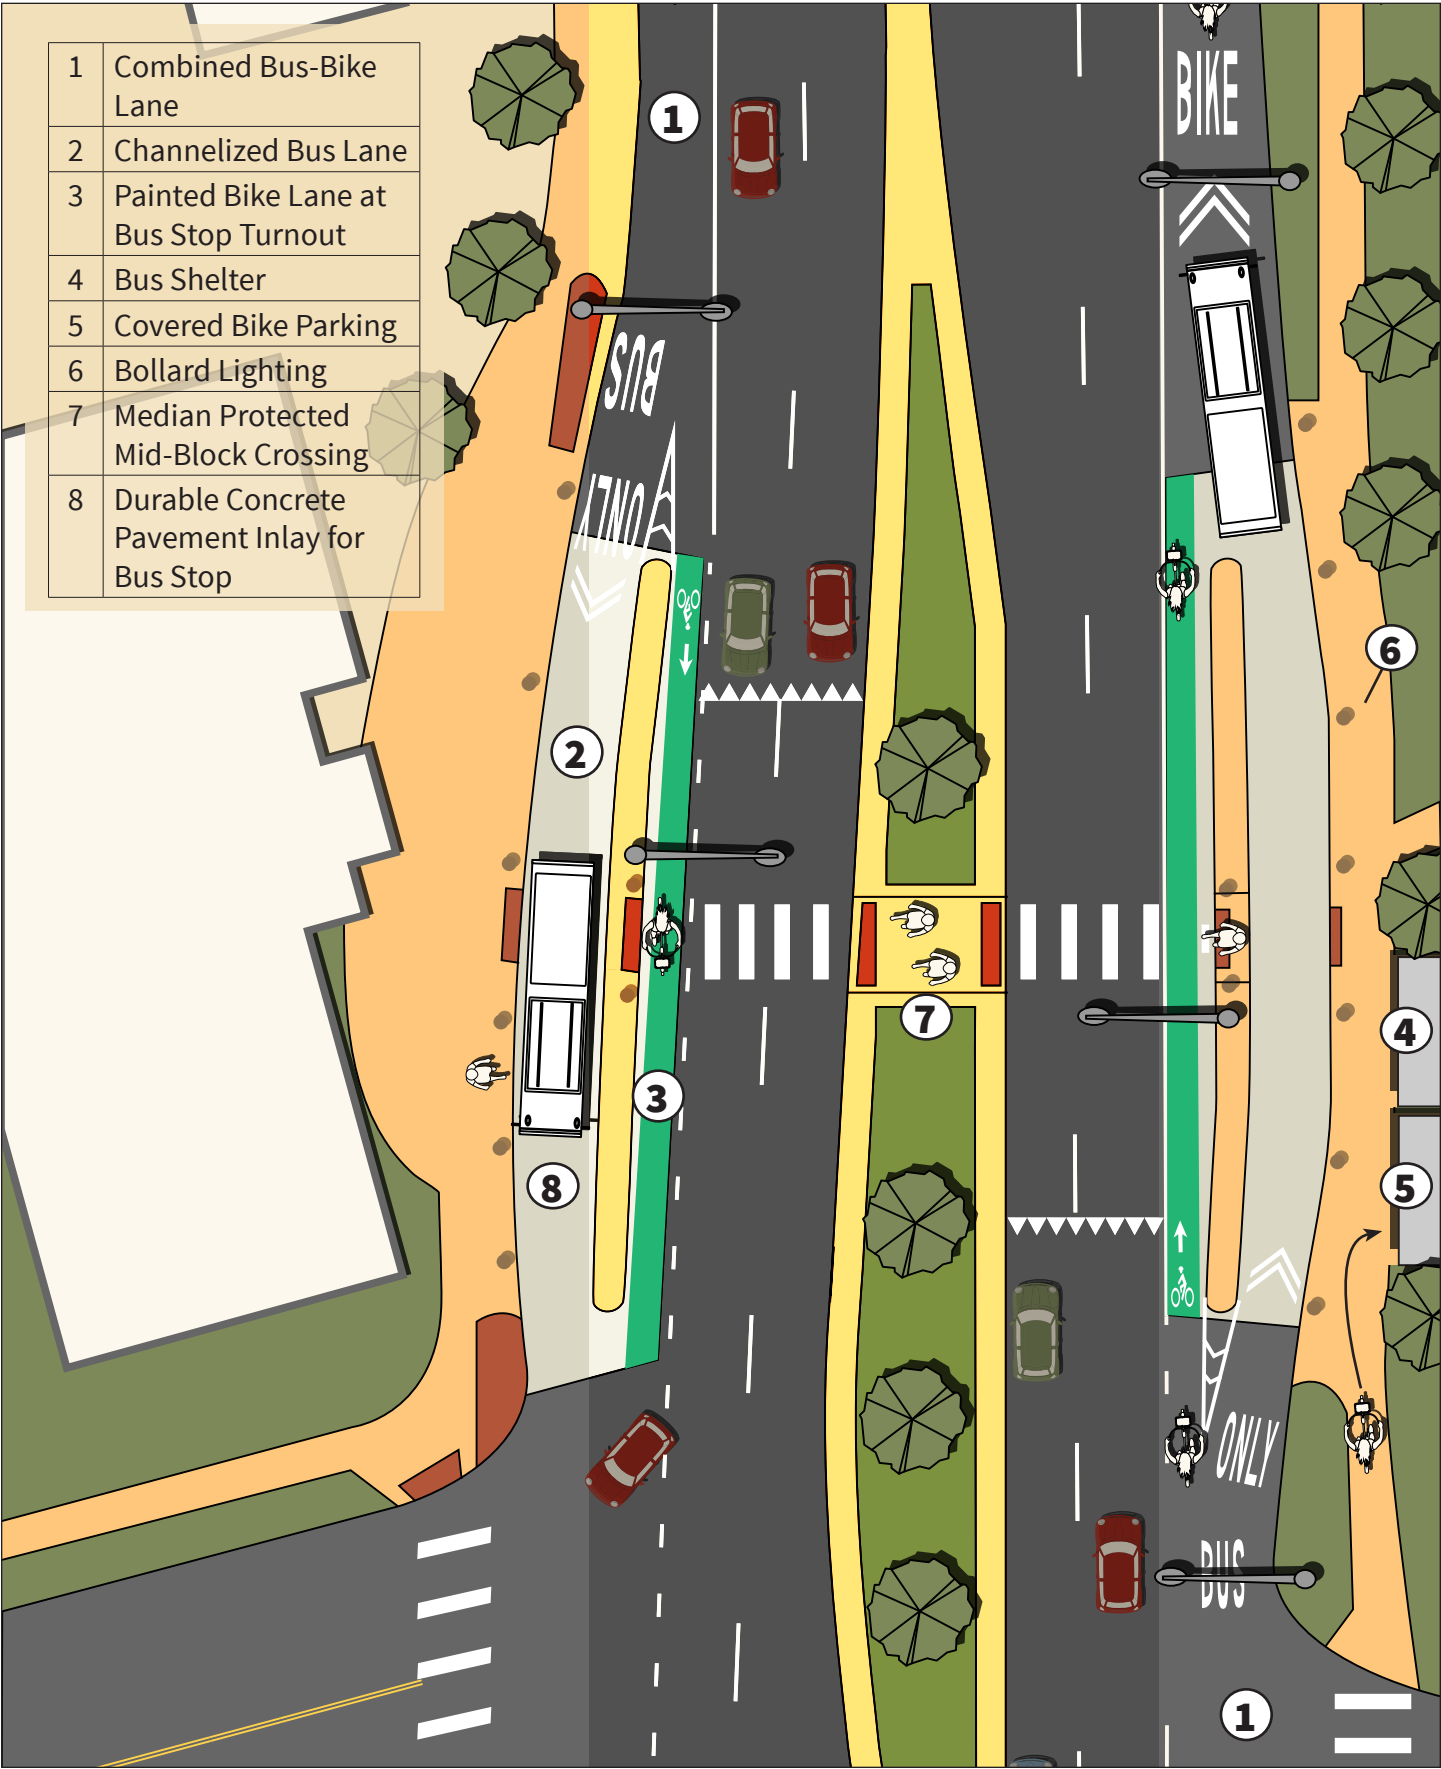 1 Combined Bus-Bike
Lane
2 Channelized Bus Lane
3 Painted Bike Lane at
Bus Stop Turnout
4 Bus Shelter
5 Covered Bike Parking
6 Bollard Lighting
7 Median Protected
Mid-Block Crossing
8 Durable Concrete
Pavement Inlay for
Bus Stop
BIKE
1
BUS
ONLY
6
2
7
4
3
8
5
ONLY
BUS
1